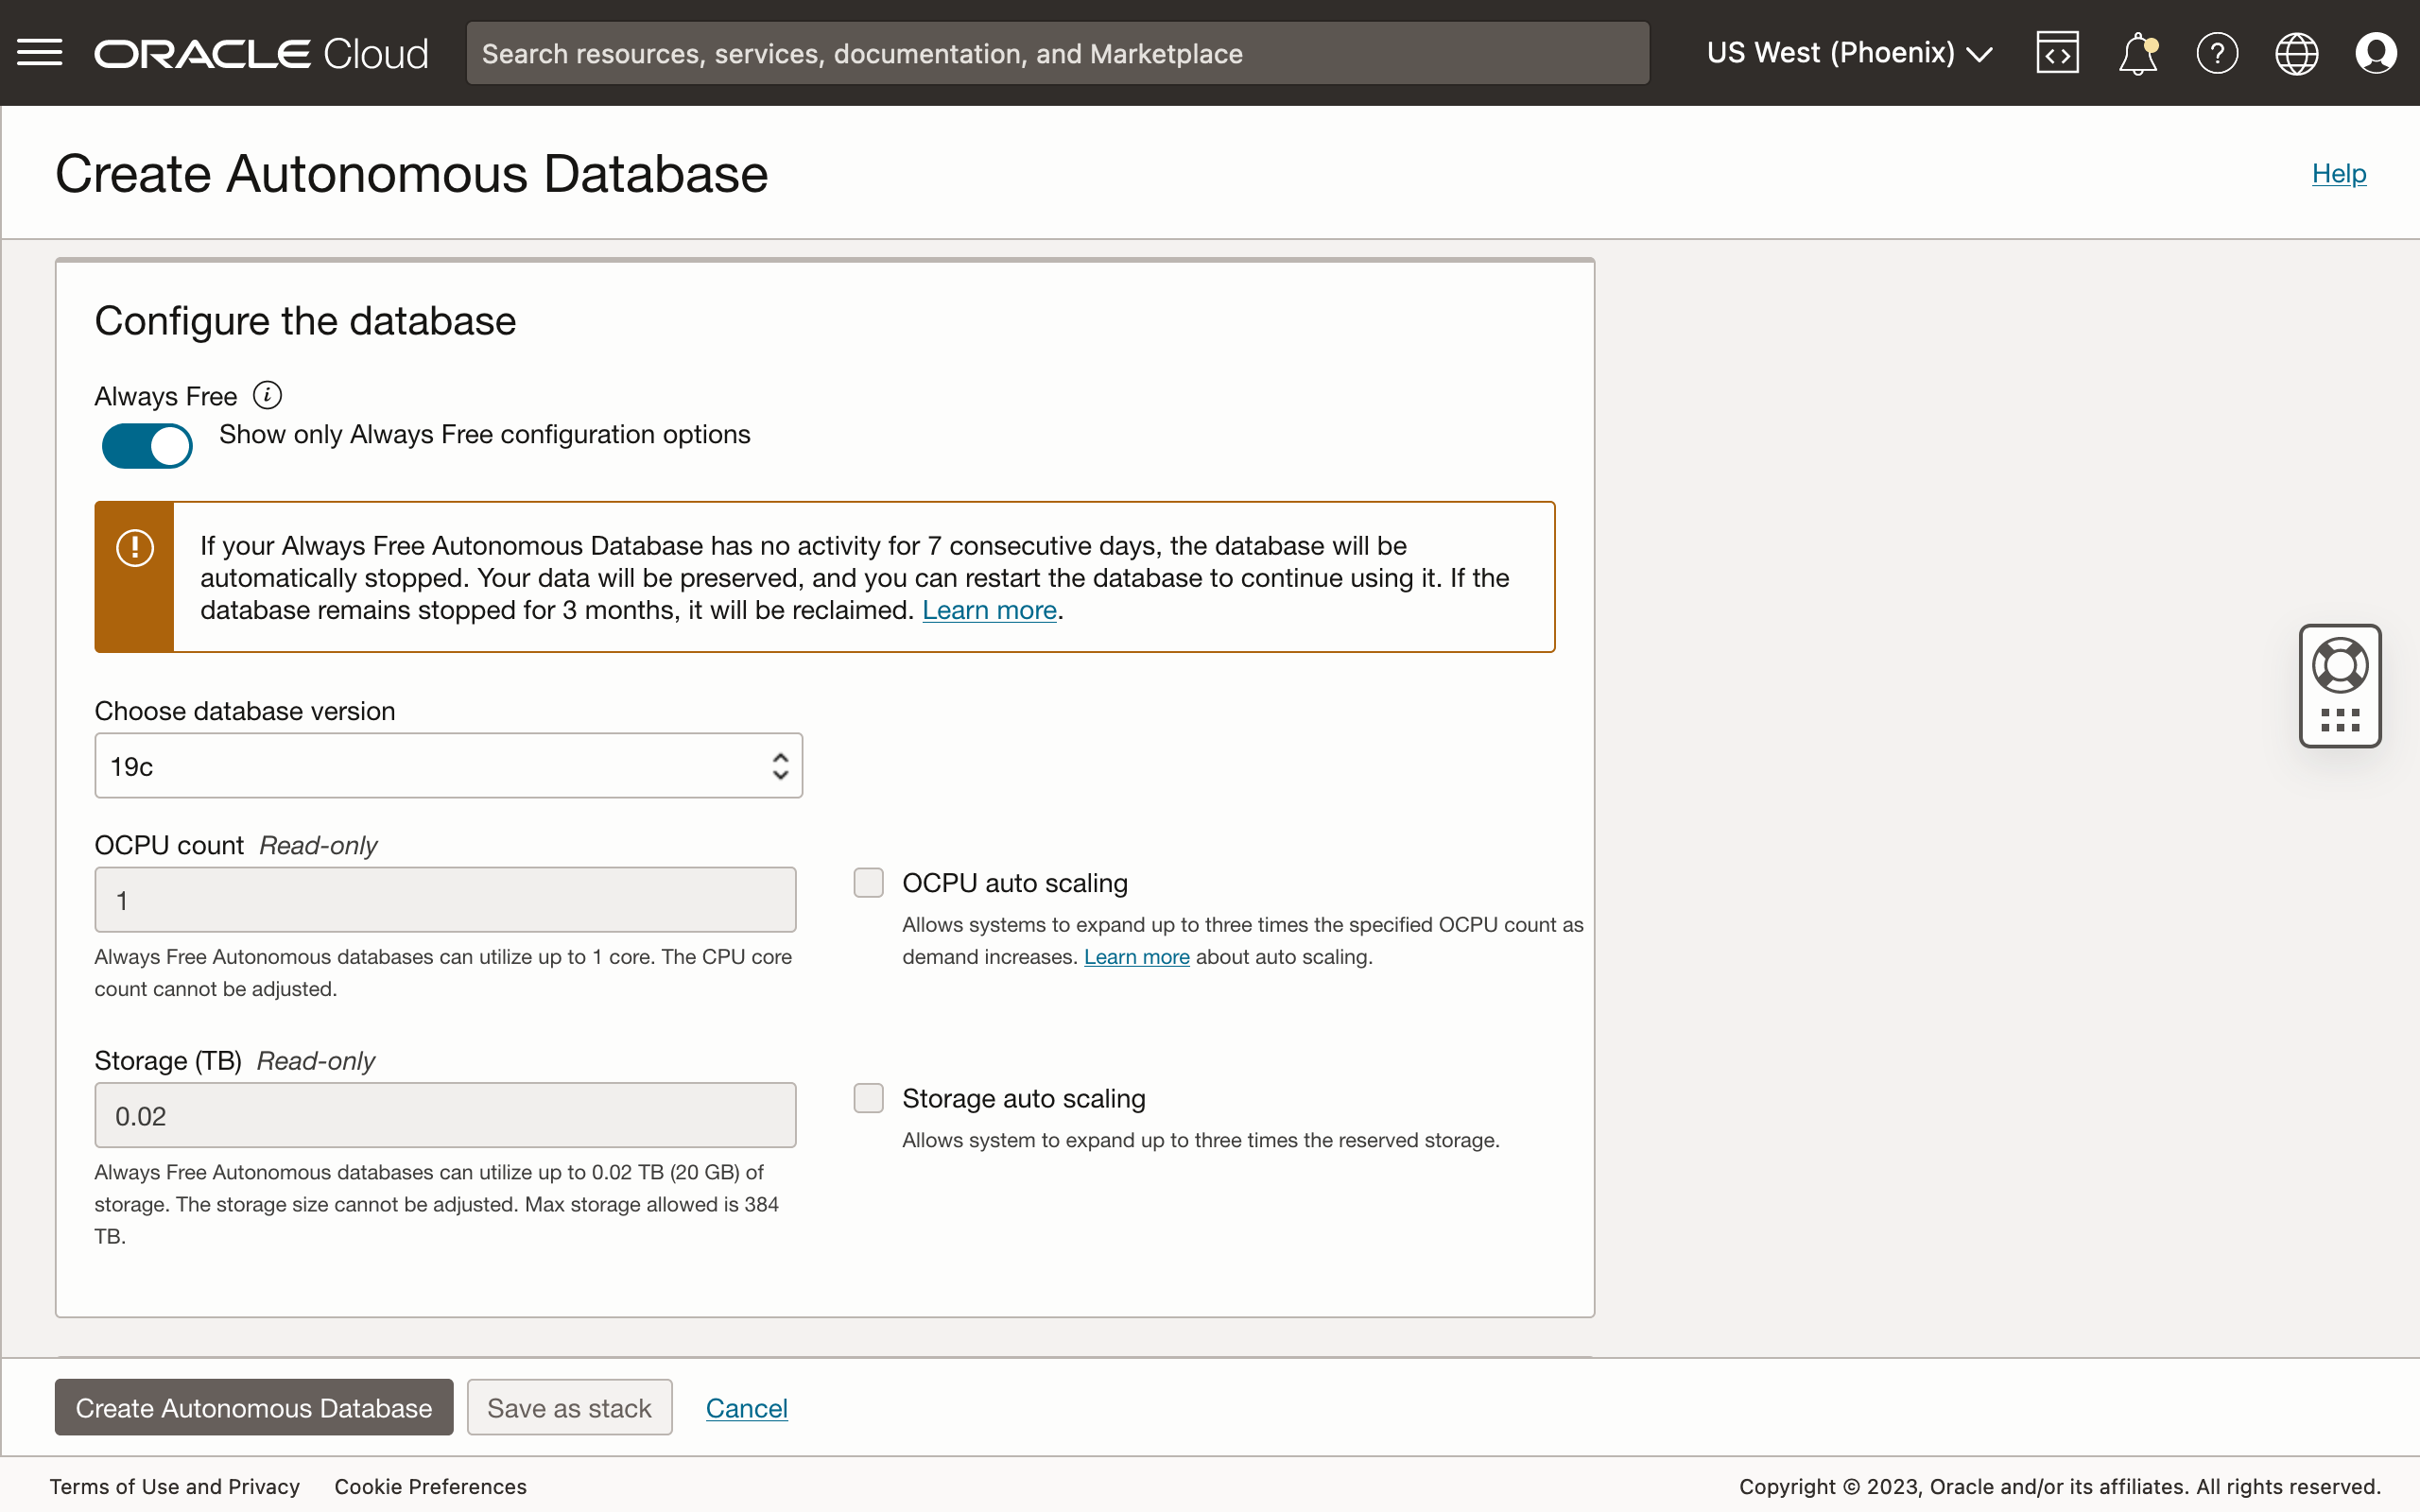 ORACLE Cloud
Search resources, services, documentation, and Marketplace
US West (Phoenix)
Create Autonomous Database
Help
Configure the database
Always Free
Show only Always Free configuration options
If your Always Free Autonomous Database has no activity for 7 consecutive days, the database will be
automatically stopped. Your data will be preserved, and you can restart the database to continue using it. If the
database remains stopped for 3 months, it will be reclaimed. Learn more.
Choose database version
19c
OCPU count Read-only
1
Always Free Autonomous databases can utilize up to 1 core. The CPU core
count cannot be adjusted.
OCPU auto scaling
Allows systems to expand up to three times the specified OCPU count as
demand increases. Learn more about auto scaling.
Storage (TB) Read-only
0.02
Always Free Autonomous databases can utilize up to 0.02 TB (20 GB) of
storage. The storage size cannot be adjusted. Max storage allowed is 384
TB.
Storage auto scaling
Allows system to expand up to three times the reserved storage.
Create Autonomous Database
Save as stack
Cancel
Terms of Use and Privacy
Cookie Preferences
Copyright © 2023, Oracle and/or its affiliates. All rights reserved.